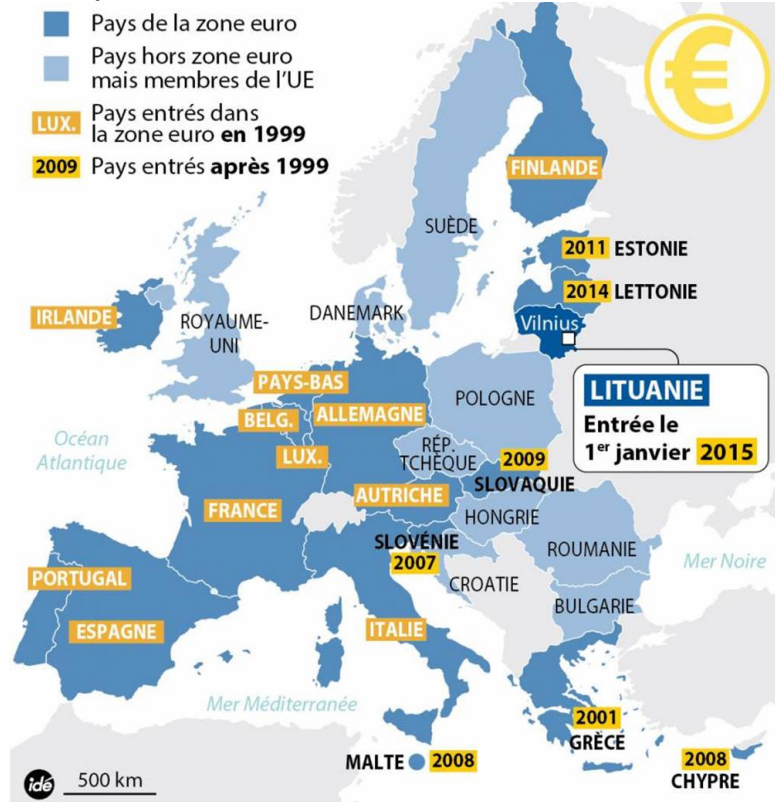 Pays de la zone euro
Pays hors zone euro
mais membres de l'UE
LUX. Pays entrés dans
la zone euro en 1999
2009 Pays entrés après 1999
€
FINLANDE
SUÈDE
2011 ESTONIE
2014 LETTONIE
IRLANDE
ROYAUME-
UNI
DANEMARK
Vilnius
PAYS-BAS
BELG.
ALLEMAGNE
POLOGNE
LITUANIE
Entrée le
1er janvier 2015
Océan
Atlantique
LUX.
RÉP.
TCHÈQUE
2009
SLOVAQUIE
FRANCE
AUTRICHE
HONGRIE
SLOVÉNIE
2007
ROUMANIE
Mer Noire
PORTUGAL
CROATIE
BULGARIE
ESPAGNE
ITALIE
Mer Méditerranée
2001
GRÈCE
MALTE 2008
2008
CHYPRE
idé 500 km